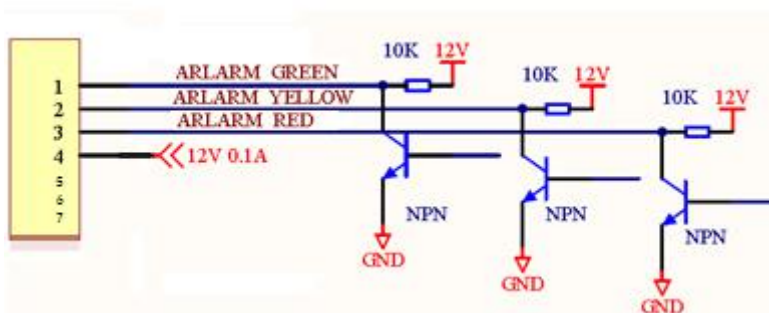 10K 12V
1 ARLARM GREEN
10K 12V
2 ARLARM YELLOW
10K 12V
3 ARLARM RED
4 12V 0.1A
5
6
7
NPN
NPN
NPN
GND
GND
GND